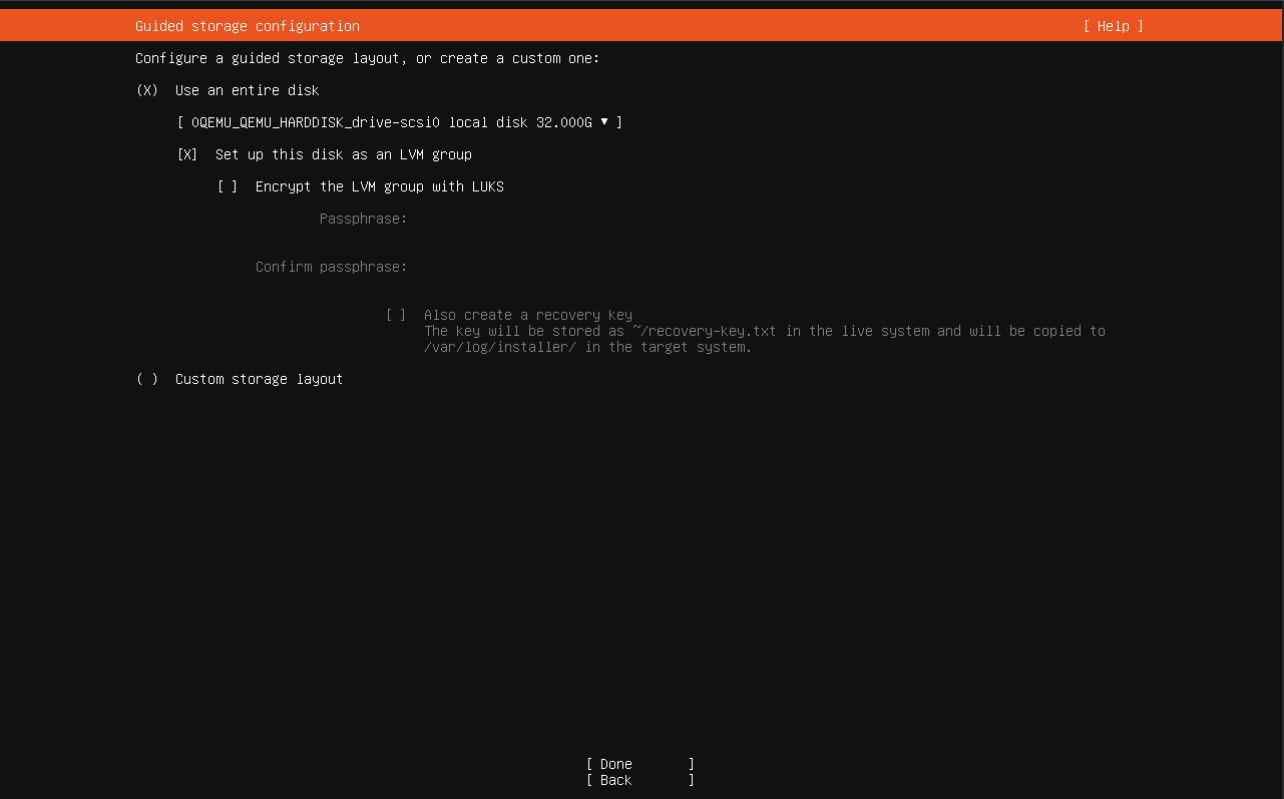 Guided storage configuration [ Help ]
Configure a guided storage layout, or create a custom one:
(X) Use an entire disk
[ 0QEMU_QEMU_HARDDISK_drive-scsi0 local disk 32.000G ▾ ]
[X] Set up this disk as an LVM group
[ ] Encrypt the LVM group with LUKS
Passphrase:
Confirm passphrase:
[ ] Also create a recovery key
The key will be stored as ~/recovery-key.txt in the live system and will be copied to
/var/log/installer/ in the target system.
( ) Custom storage layout
[ Done ]
[ Back ]